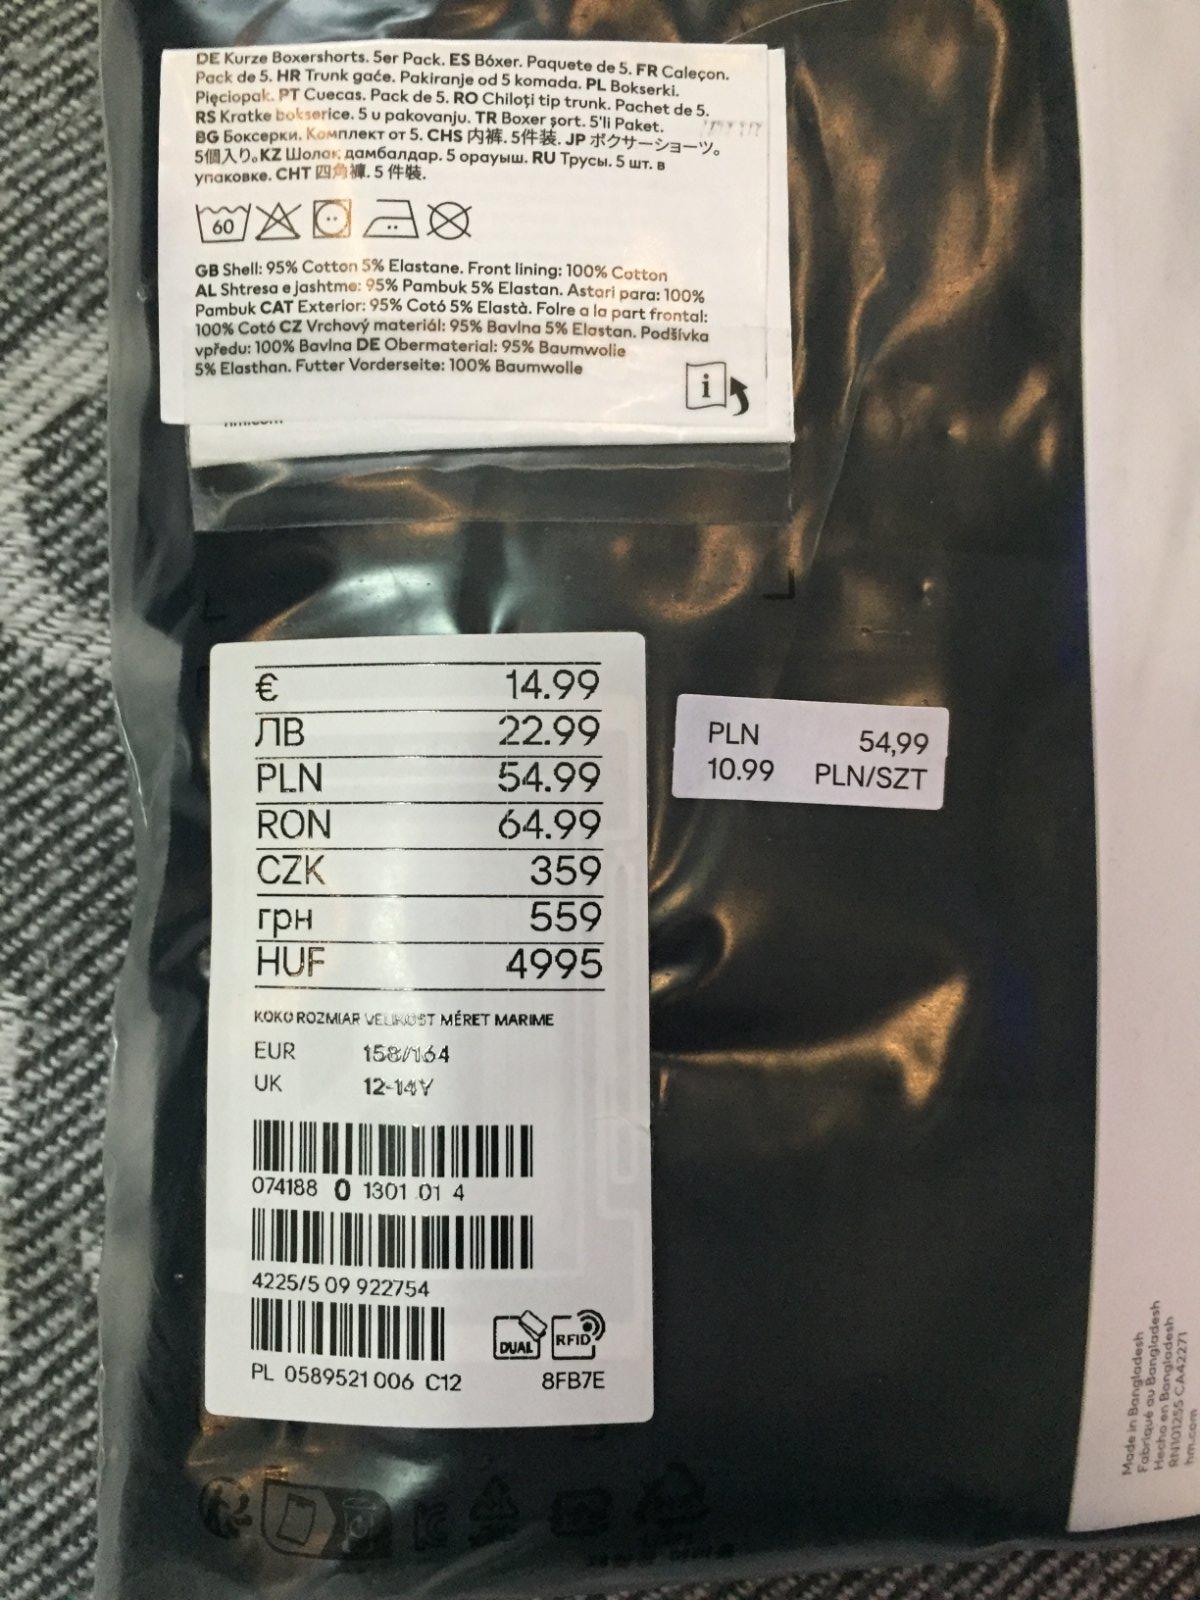 DE Kurze Boxershorts. 5er Pack. ES Bóxer. Paquete de 5. FR Caleçon.
Pack de 5. HR Trunk gaće. Pakiranje od 5 komada. PL Bokserki.
Pięciopak. PT Cuecas. Pack de 5. RO Chiloți tip trunk. Pachet de 5.
RS Kratke bokserice. 5 u pakovanju. TR Boxer şort. 5'li Paket.
BG Боксерки. Комплект от 5. CHS 内裤. 5件装. JP ボクサーショーツ。
5個入り。KZ Шолақ дамбалдар. 5 орауыш. RU Трусы. 5 шт. в
упаковке. CHT 四角褲. 5 件裝.
60
GB Shell: 95% Cotton 5% Elastane. Front lining: 100% Cotton
AL Shtresa e jashtme: 95% Pambuk 5% Elastan. Astari para: 100%
Pambuk CAT Exterior: 95% Cotó 5% Elastà. Folre a la part frontal:
100% Cotó CZ Vrchový materiál: 95% Bavlna 5% Elastan. Podšívka
vpředu: 100% Bavlna DE Obermaterial: 95% Baumwolle
5% Elasthan. Futter Vorderseite: 100% Baumwolle
i
hm.com
€ 14.99
ЛВ 22.99
PLN 54.99
RON 64.99
CZK 359
грн 559
HUF 4995
PLN 54,99
10.99 PLN/SZT
KOKO ROZMIAR VELIKOST MÉRET MARIME
EUR 158/164
UK 12-14Y
074188 0 1301 01 4
4225/5 09 922754
DUAL RFID
PL 0589521 006 C12 8FB7E
Made in Bangladesh
Fabriqué au Bangladesh
Hecho en Bangladesh
RN101255 CA42271
hm.com